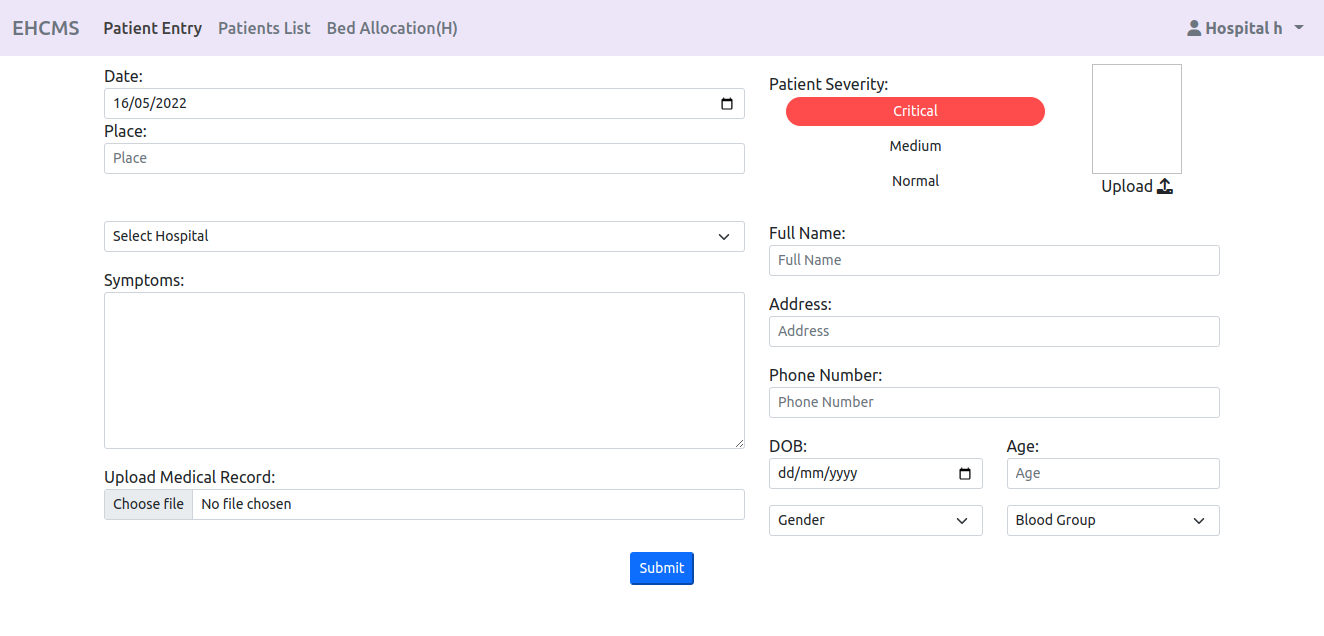 EHCMS Patient Entry Patients List Bed Allocation(H) Hospital h
Date:
16/05/2022
Place:
Place
Select Hospital
Symptoms:
Upload Medical Record:
Choose file No file chosen
Patient Severity:
Critical
Medium
Normal
Upload
Full Name:
Full Name
Address:
Address
Phone Number:
Phone Number
DOB: Age:
dd/mm/yyyy Age
Gender Blood Group
Submit